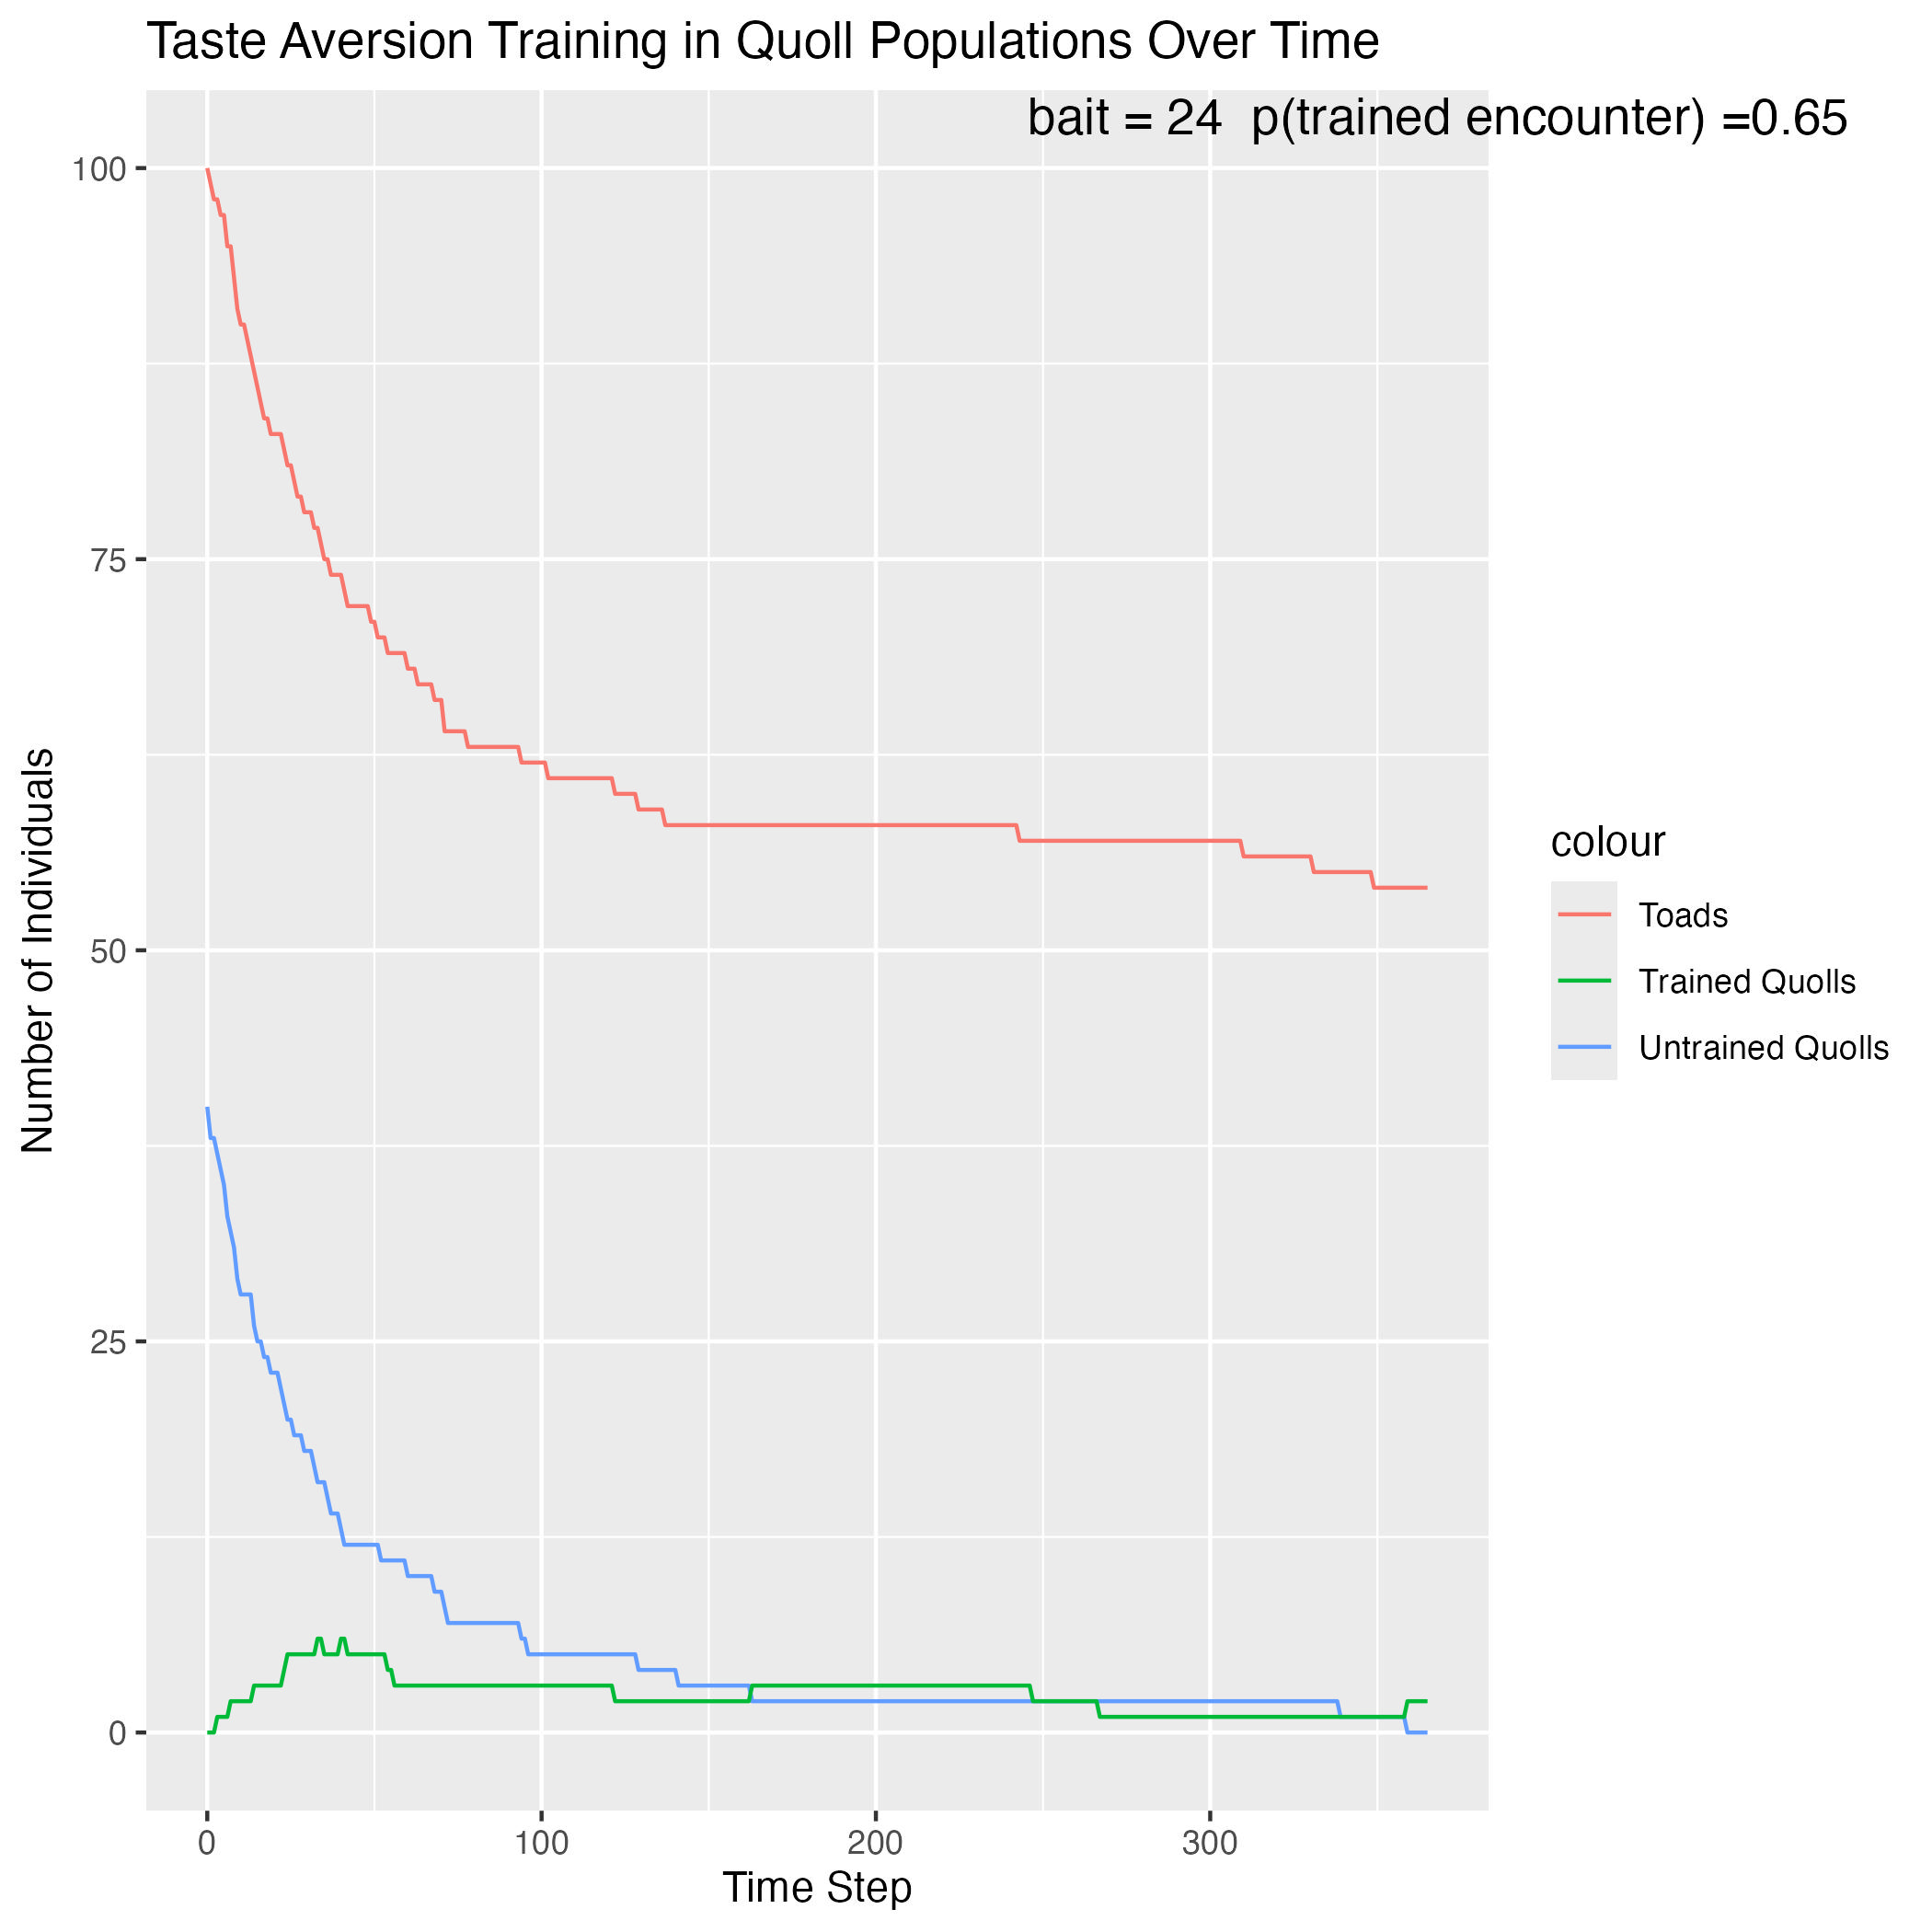 Taste Aversion Training in Quoll Populations Over Time
bait = 24  p(trained encounter) =0.65
100
75
50
25
0
Number of Individuals
0 100 200 300
Time Step
colour
Toads
Trained Quolls
Untrained Quolls